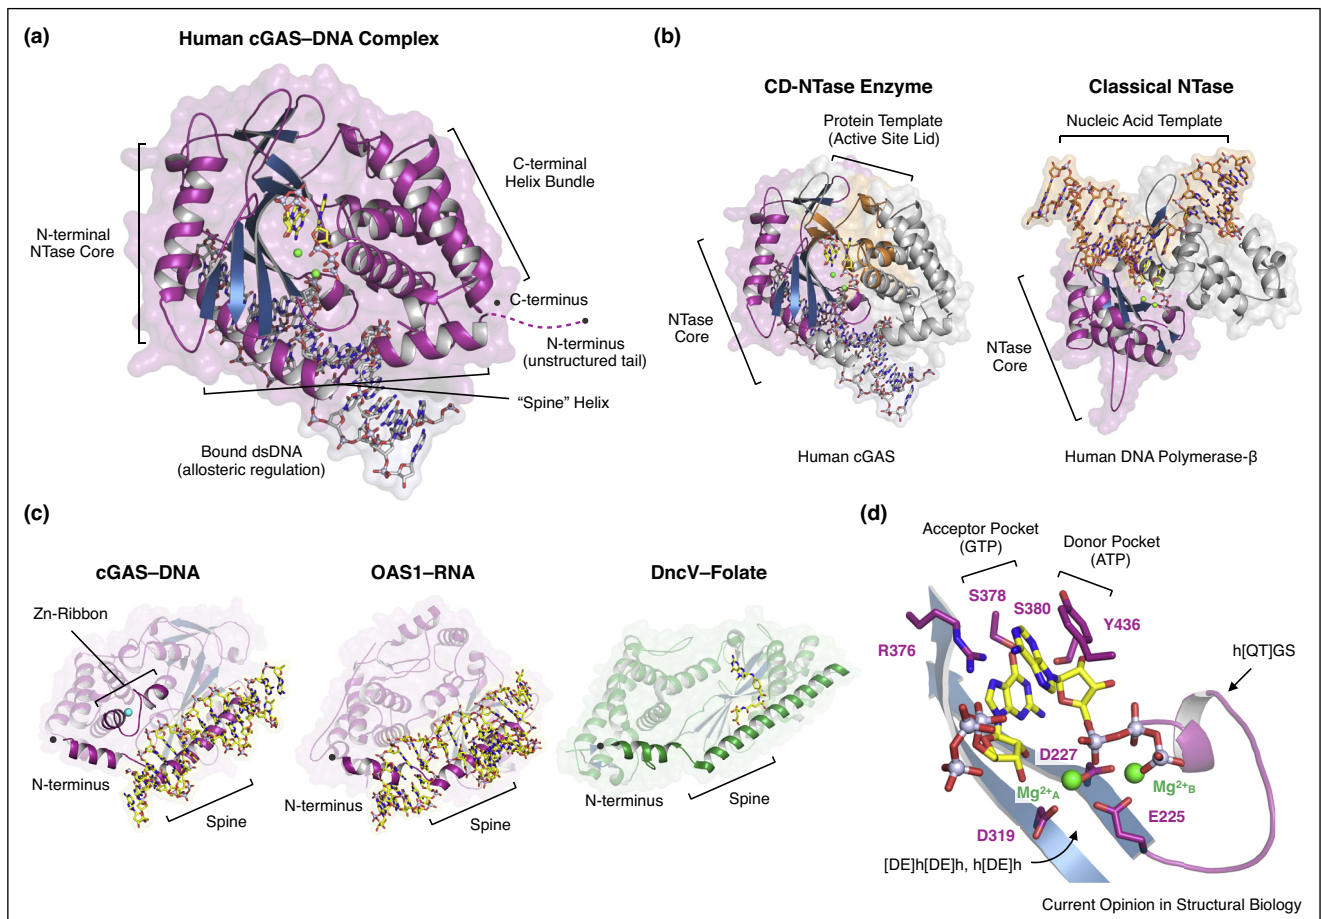 (a)
Human cGAS–DNA Complex
N-terminal
NTase Core
C-terminal
Helix Bundle
C-terminus
N-terminus
(unstructured tail)
“Spine” Helix
Bound dsDNA
(allosteric regulation)
(b)
CD-NTase Enzyme
Protein Template
(Active Site Lid)
NTase
Core
Human cGAS
Classical NTase
Nucleic Acid Template
NTase
Core
Human DNA Polymerase-β
(c)
cGAS–DNA
Zn-Ribbon
N-terminus
Spine
OAS1–RNA
N-terminus
Spine
DncV–Folate
N-terminus
Spine
(d)
Acceptor Pocket
(GTP)
Donor Pocket
(ATP)
S378
S380
Y436
R376
h[QT]GS
D227
Mg²⁺A
Mg²⁺B
E225
D319
[DE]h[DE]h, h[DE]h
Current Opinion in Structural Biology